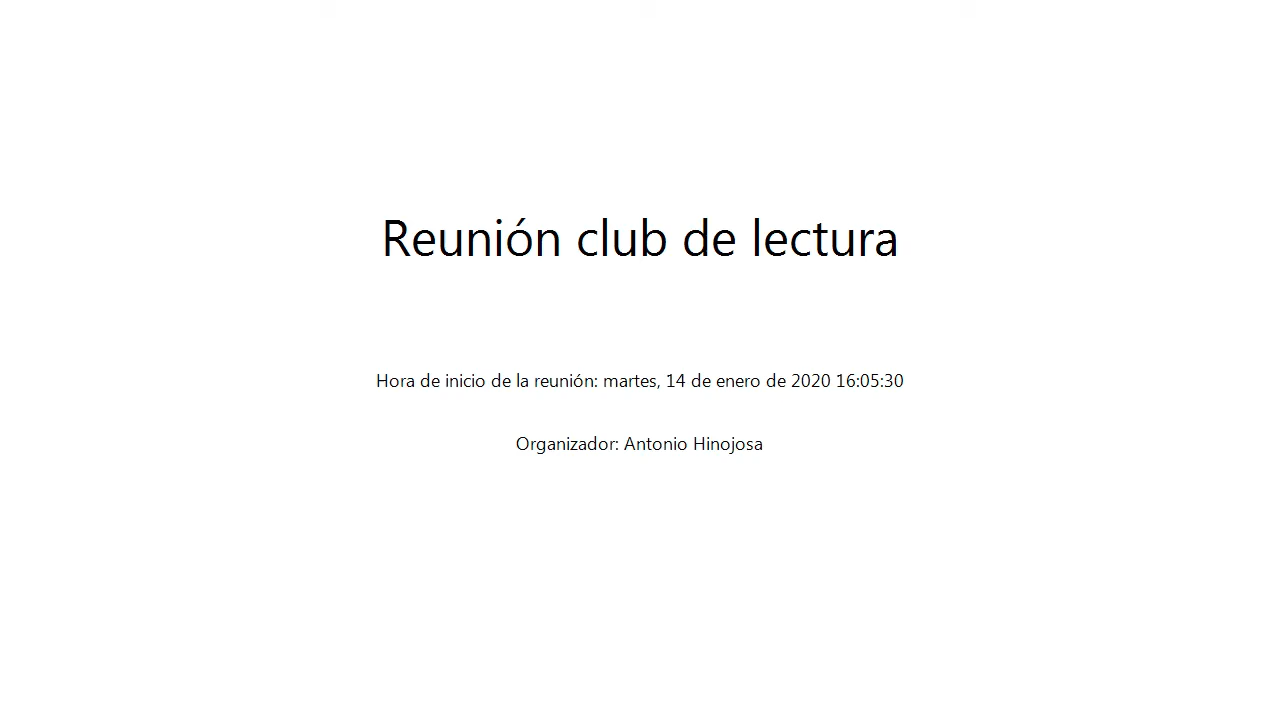 Reunión club de lectura
Hora de inicio de la reunión: martes, 14 de enero de 2020 16:05:30
Organizador: Antonio Hinojosa